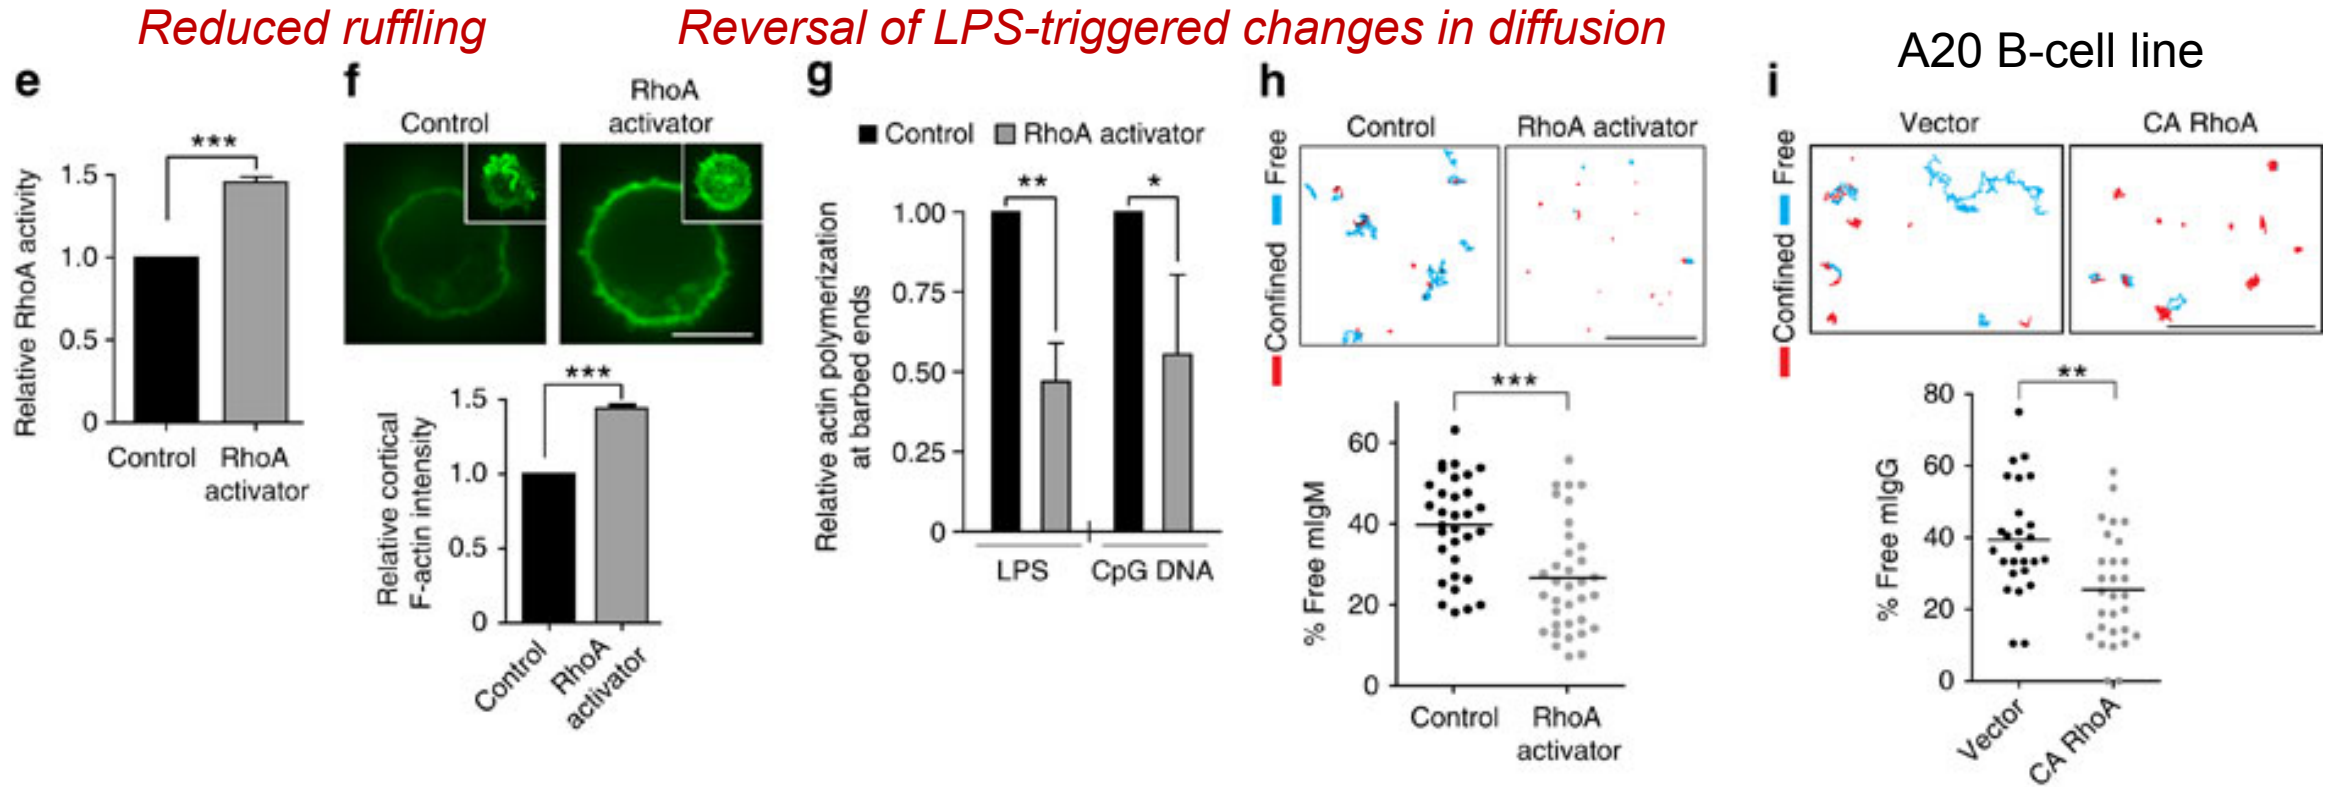 Reduced ruffling
Reversal of LPS-triggered changes in diffusion
A20 B-cell line
e
***
Relative RhoA activity
1.5
1.0
0.5
0
Control
RhoA
activator
f
Control
RhoA
activator
***
Relative cortical
F-actin intensity
1.5
1.0
0.5
0
Control
RhoA
activator
g
Control
RhoA activator
**
*
Relative actin polymerization
at barbed ends
1.00
0.75
0.50
0.25
0
LPS
CpG DNA
h
Control
RhoA activator
Confined
Free
***
% Free mIgM
60
40
20
0
Control
RhoA
activator
i
Vector
CA RhoA
Confined
Free
**
% Free mIgG
80
60
40
20
0
Vector
CA RhoA